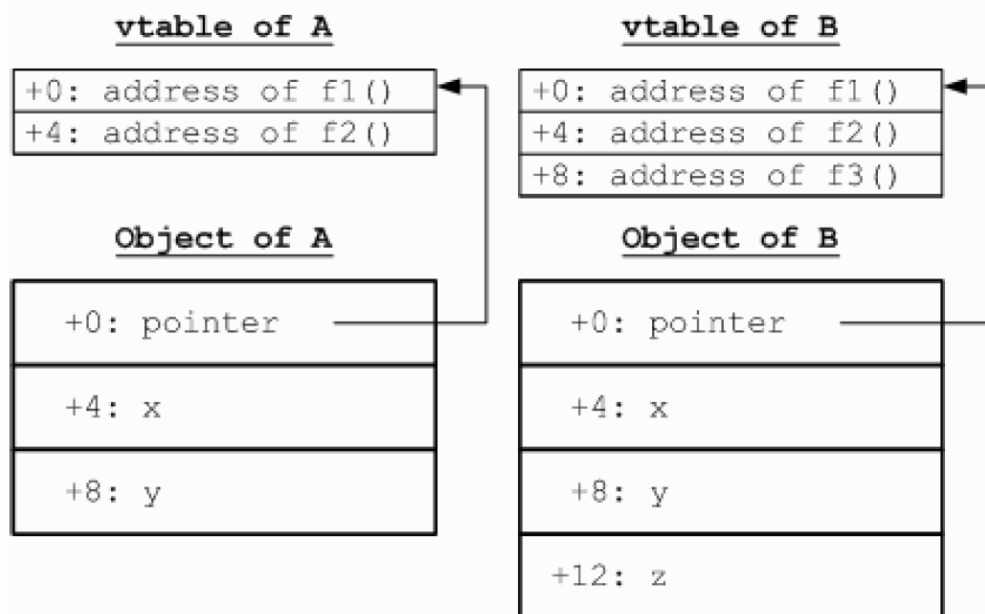 vtable of A
+0: address of f1()
+4: address of f2()
Object of A
+0: pointer
+4: x
+8: y
vtable of B
+0: address of f1()
+4: address of f2()
+8: address of f3()
Object of B
+0: pointer
+4: x
+8: y
+12: z